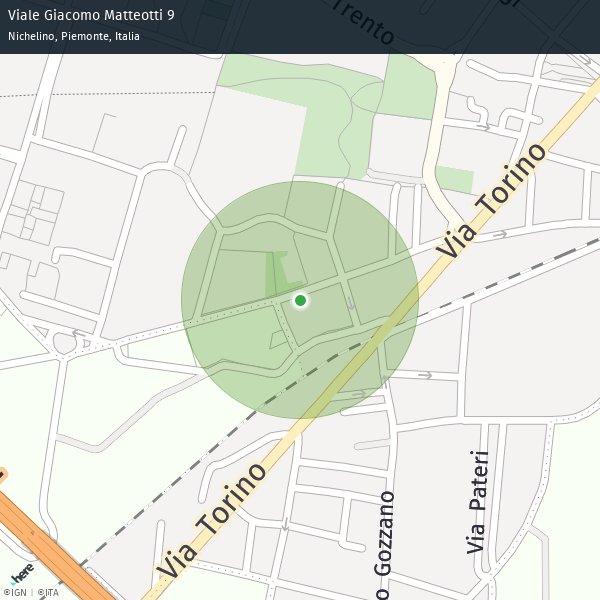 Viale Giacomo Matteotti 9
Nichelino, Piemonte, Italia
Trento
Via Torino
Via Torino
Via Pateri
o Gozzano
here
©IGN | ©ITA